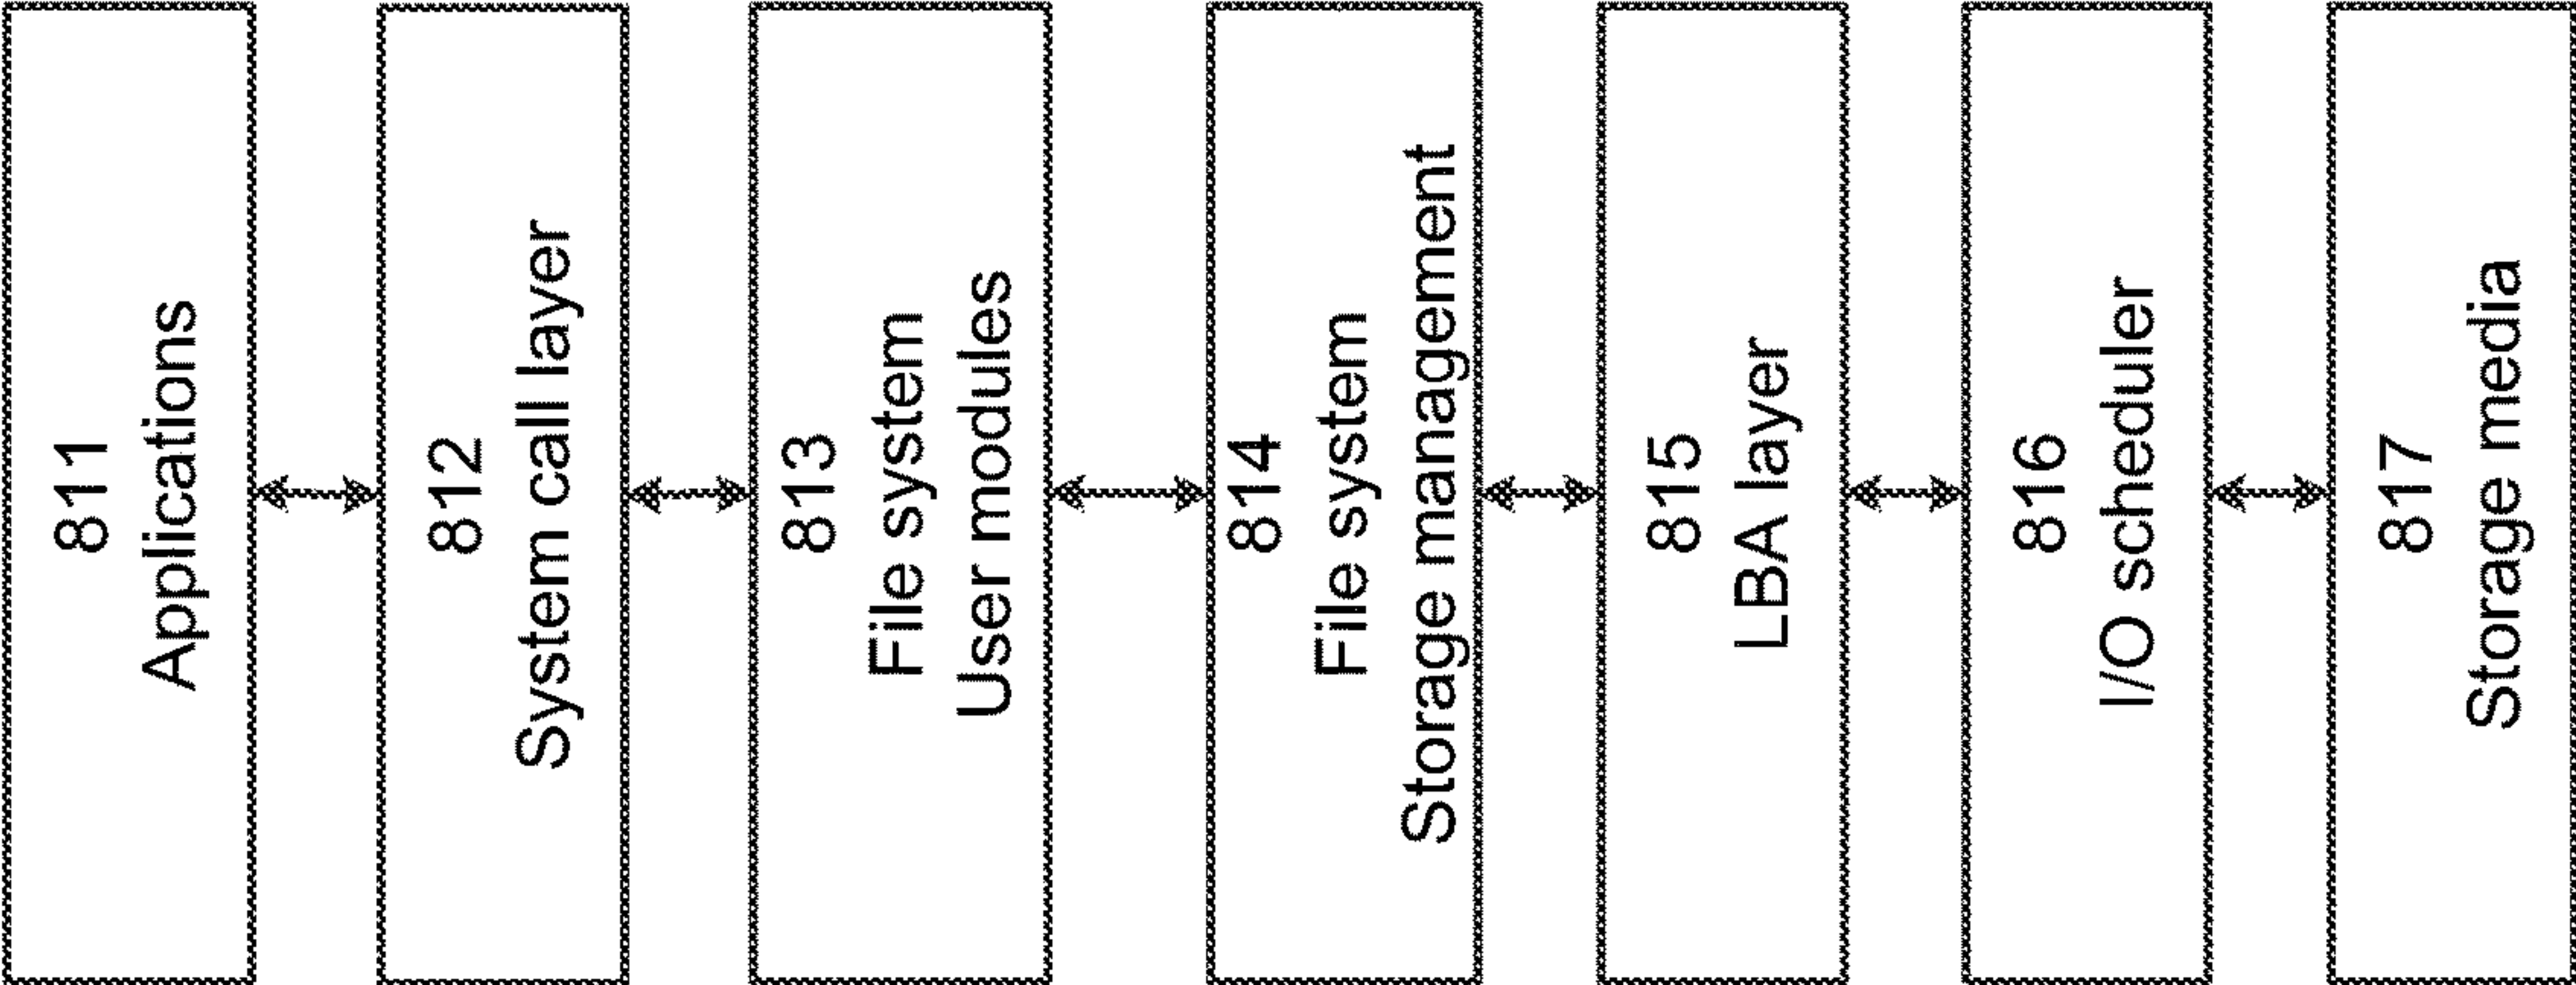 811
Applications
812
System call layer
813
File system
User modules
814
File system
Storage management
815
LBA layer
816
I/O scheduler
817
Storage media